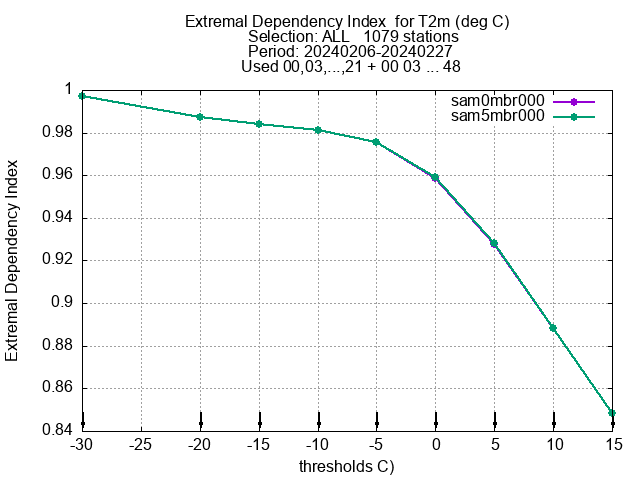 Extremal Dependency Index  for T2m (deg C)
Selection: ALL   1079 stations
Period: 20240206-20240227
Used 00,03,...,21 + 00 03 ... 48
sam0mbr000
sam5mbr000
1
0.98
0.96
0.94
0.92
0.9
0.88
0.86
0.84
Extremal Dependency Index
-30 -25 -20 -15 -10 -5 0 5 10 15
thresholds C)